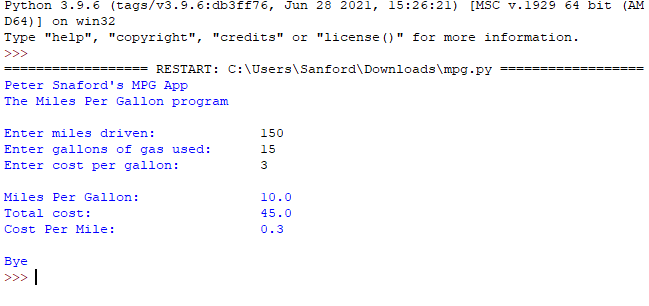 Python 3.9.6 (tags/v3.9.6:db3ff76, Jun 28 2021, 15:26:21) [MSC v.1929 64 bit (AM
D64)] on win32
Type "help", "copyright", "credits" or "license()" for more information.
>>>
================== RESTART: C:\Users\Sanford\Downloads\mpg.py ==================
Peter Snaford's MPG App
The Miles Per Gallon program

Enter miles driven:             150
Enter gallons of gas used:      15
Enter cost per gallon:          3

Miles Per Gallon:               10.0
Total cost:                     45.0
Cost Per Mile:                  0.3

Bye
>>>